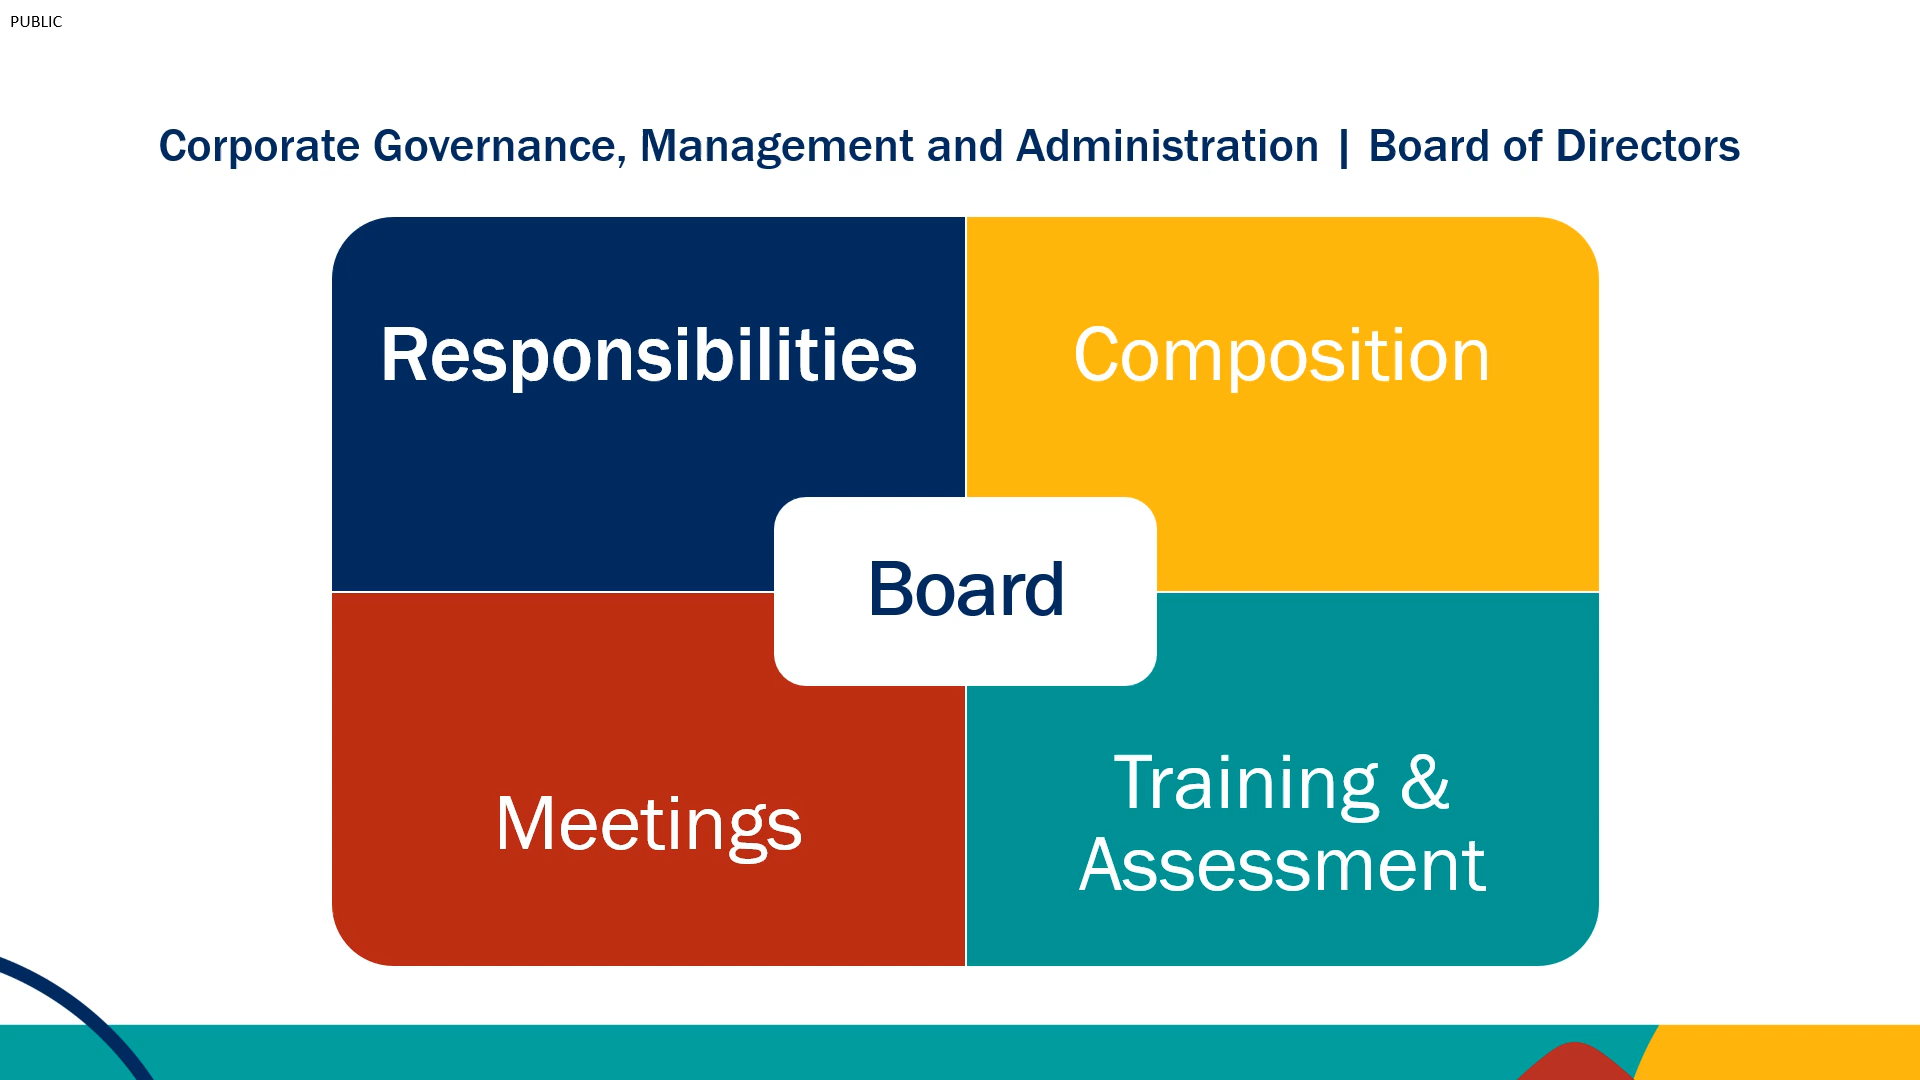 PUBLIC
Corporate Governance, Management and Administration | Board of Directors
Responsibilities
Composition
Board
Meetings
Training &
Assessment